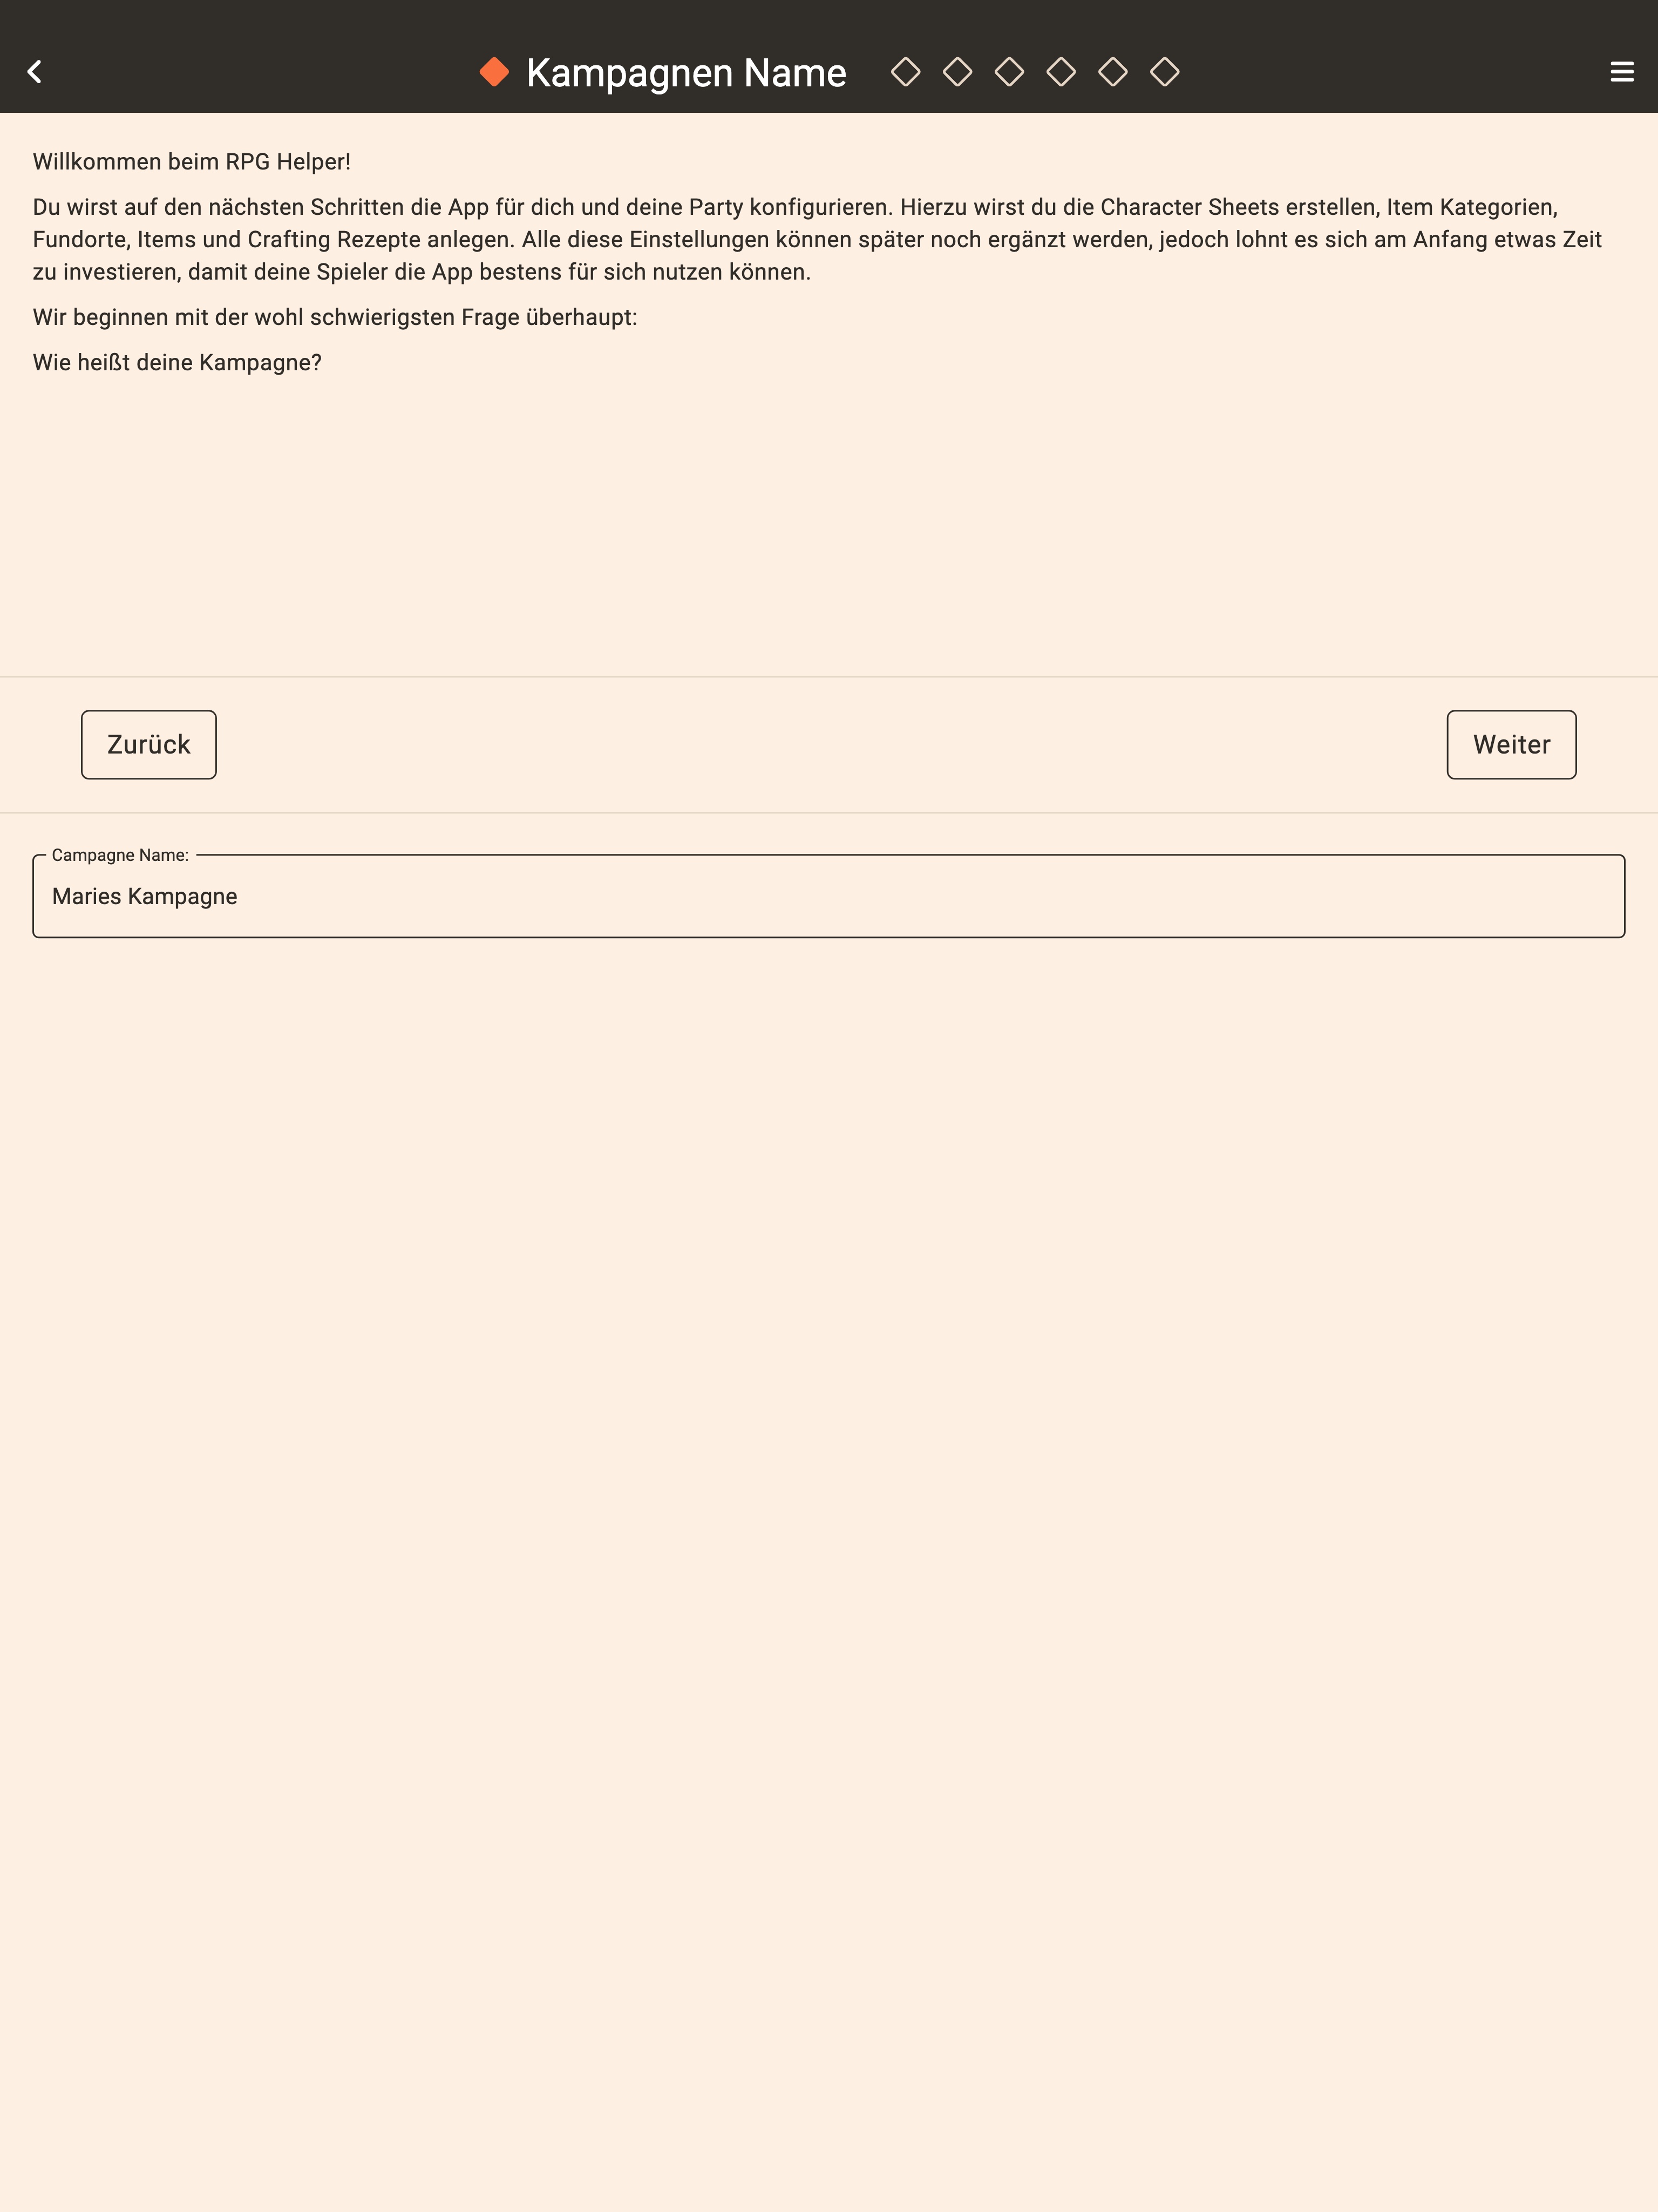 Kampagnen Name
Willkommen beim RPG Helper!
Du wirst auf den nächsten Schritten die App für dich und deine Party konfigurieren. Hierzu wirst du die Character Sheets erstellen, Item Kategorien,
Fundorte, Items und Crafting Rezepte anlegen. Alle diese Einstellungen können später noch ergänzt werden, jedoch lohnt es sich am Anfang etwas Zeit
zu investieren, damit deine Spieler die App bestens für sich nutzen können.
Wir beginnen mit der wohl schwierigsten Frage überhaupt:
Wie heißt deine Kampagne?
Zurück
Weiter
Campagne Name:
Maries Kampagne